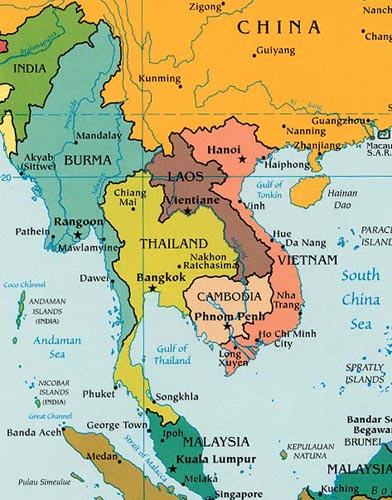 Zigong
CHINA
Nanch
Chang
Brahmaputra
INDIA
Guiyang
Kunming
Guangzhou
Nanning
Macau
S.A.R.
Zhanjiang
Mandalay
Hanoi
Haiphong
Akyab
(Sittwe)
BURMA
LAOS
20
Gulf of
Tonkin
Hainan
Dao
Chiang
Mai
Vientiane
Vinh
Rangoon
Pathein
Mawlamyine
THAILAND
Hue
Da Nang
PARACEL
ISLAND
Nakhon
Ratchasima
VIETNAM
Dawei
Bangkok
South
China
Sea
Coco Channel
ANDAMAN
ISLANDS
(INDIA)
CAMBODIA
Nha
Trang
Phnom Penh
Andaman
Sea
Gulf of
Thailand
Ho Chi Minh
City
Long
Xuyen
SPRATLY
ISLANDS
NICOBAR
ISLANDS
(INDIA)
Phuket
Songkhla
Great Channel
Banda Aceh
George Town
Bandar Se
Begawan
BRUNEI
Ipoh
MALAYSIA
Strait of Malacca
Medan
Kuala Lumpur
KEPULAUAN
NATUNA
MALAYSIA
Pulau Simeulue
Melaka
Kuching
Singapore